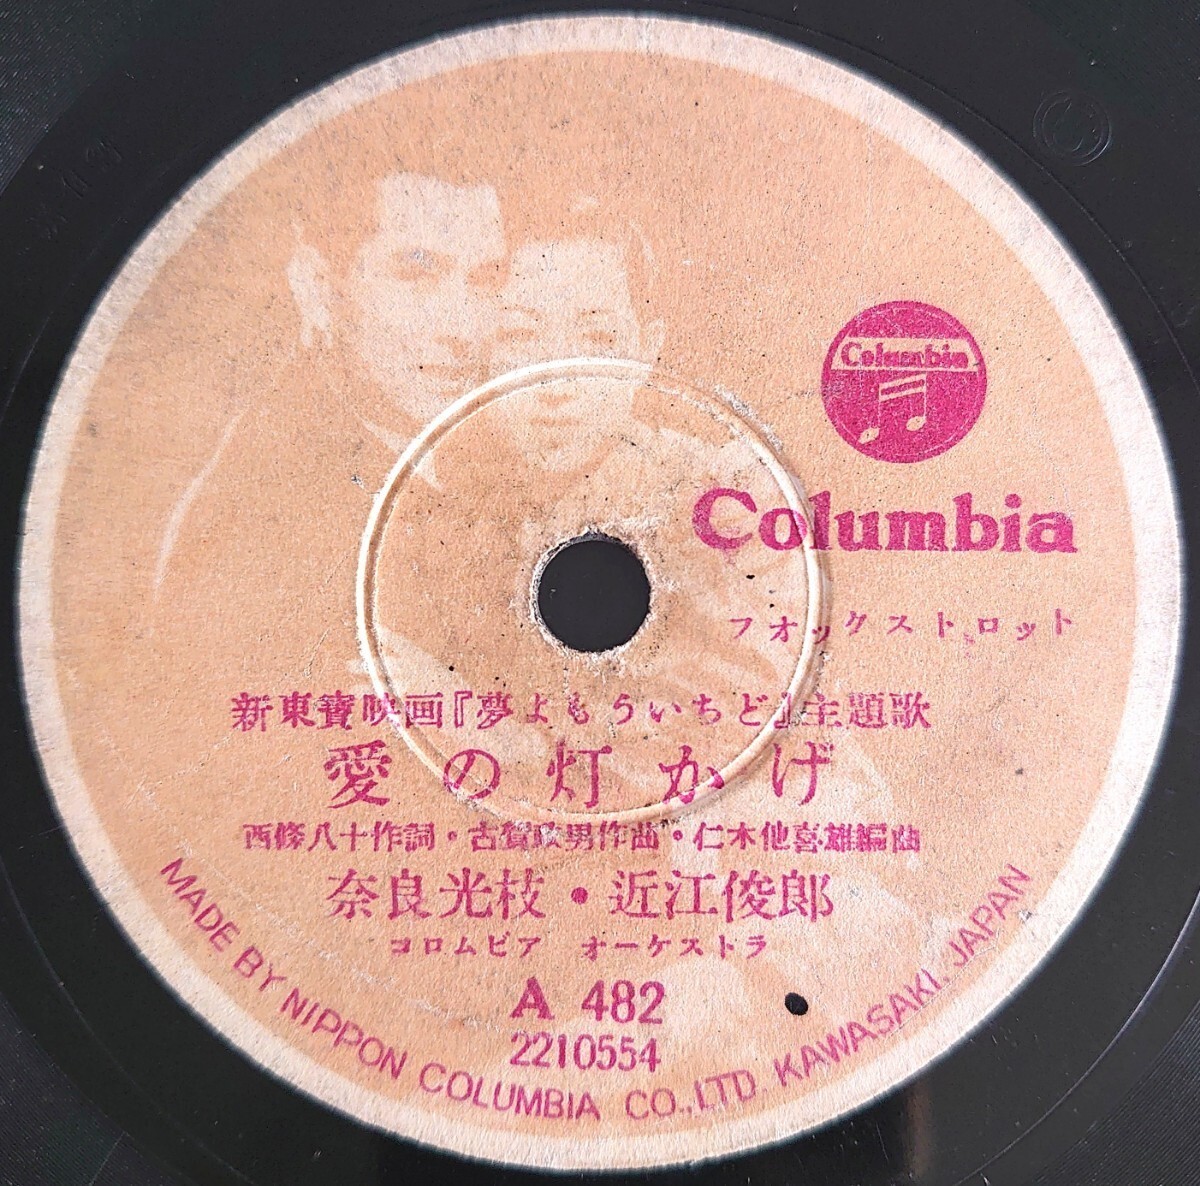 Columbia
Columbia
フオックストロット
新東寳映画『夢よもういちど』主題歌
愛の灯かげ
西條八十作詞・古賀政男作曲・仁木他喜雄編曲
奈良光枝・近江俊郎
コロムビア オーケストラ
A 482
2210554
MADE BY NIPPON COLUMBIA CO.,LTD. KAWASAKI. JAPAN